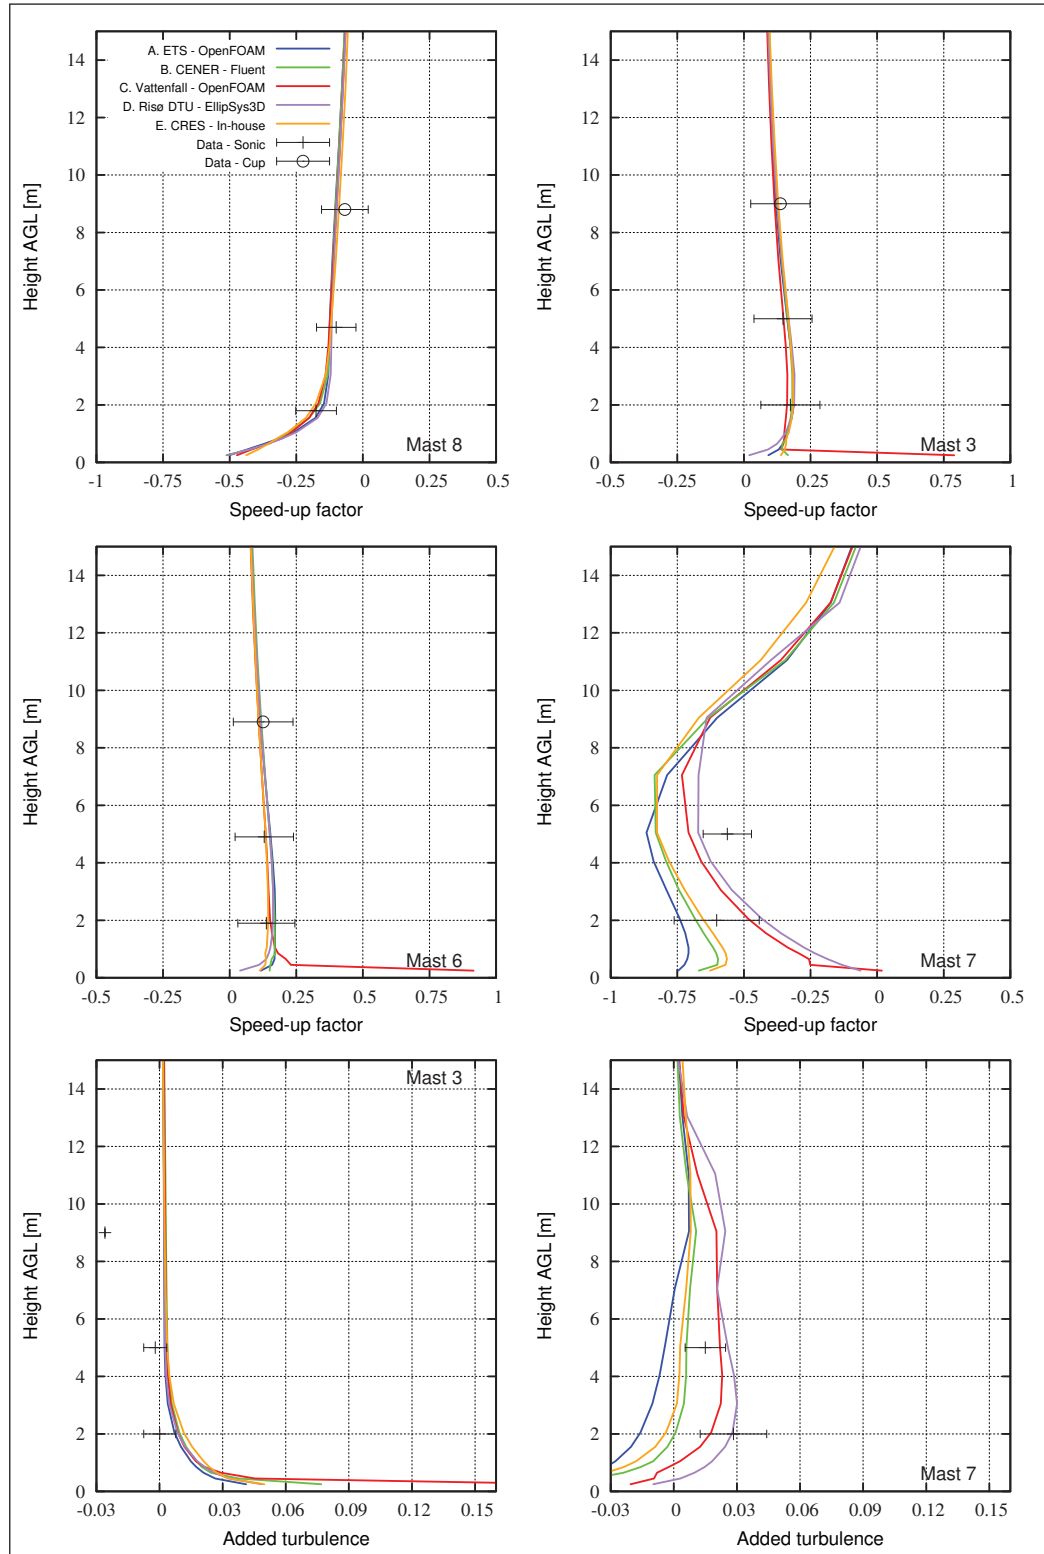 14
12
10
8
6
4
2
0
Height AGL [m]
A. ETS - OpenFOAM
B. CENER - Fluent
C. Vattenfall - OpenFOAM
D. Risø DTU - EllipSys3D
E. CRES - In-house
Data - Sonic
Data - Cup
Mast 8
-1 -0.75 -0.5 -0.25 0 0.25 0.5
Speed-up factor
14
12
10
8
6
4
2
0
Height AGL [m]
Mast 3
-0.5 -0.25 0 0.25 0.5 0.75 1
Speed-up factor
14
12
10
8
6
4
2
0
Height AGL [m]
Mast 6
-0.5 -0.25 0 0.25 0.5 0.75 1
Speed-up factor
14
12
10
8
6
4
2
0
Height AGL [m]
Mast 7
-1 -0.75 -0.5 -0.25 0 0.25 0.5
Speed-up factor
14
12
10
8
6
4
2
0
Height AGL [m]
Mast 3
-0.03 0 0.03 0.06 0.09 0.12 0.15
Added turbulence
14
12
10
8
6
4
2
0
Height AGL [m]
Mast 7
-0.03 0 0.03 0.06 0.09 0.12 0.15
Added turbulence